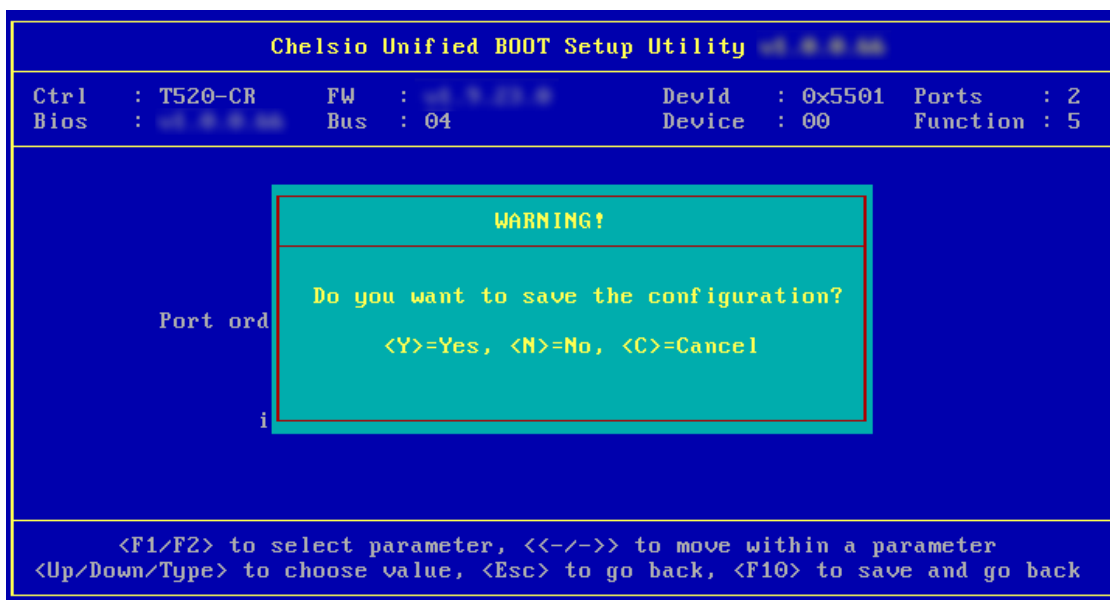 Chelsio Unified BOOT Setup Utility
Ctrl : T520-CR FW : DevId : 0x5501 Ports : 2
Bios : Bus : 04 Device : 00 Function : 5
WARNING!
Do you want to save the configuration?
Port ord
<Y>=Yes, <N>=No, <C>=Cancel
i
<F1/F2> to select parameter, <<-/->> to move within a parameter
<Up/Down/Type> to choose value, <Esc> to go back, <F10> to save and go back